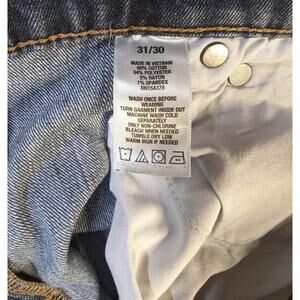 31/30
MADE IN VIETNAM
60% COTTON
34% POLYESTER
5% RAYON
1% SPANDEX
RN154379
WASH ONCE BEFORE
WEARING
TURN GARMENT INSIDE OUT
MACHINE WASH COLD
SEPARATELY
ONLY NON-CHLORINE
BLEACH WHEN NEEDED
TUMBLE DRY LOW
WARM IRON IF NEEDED